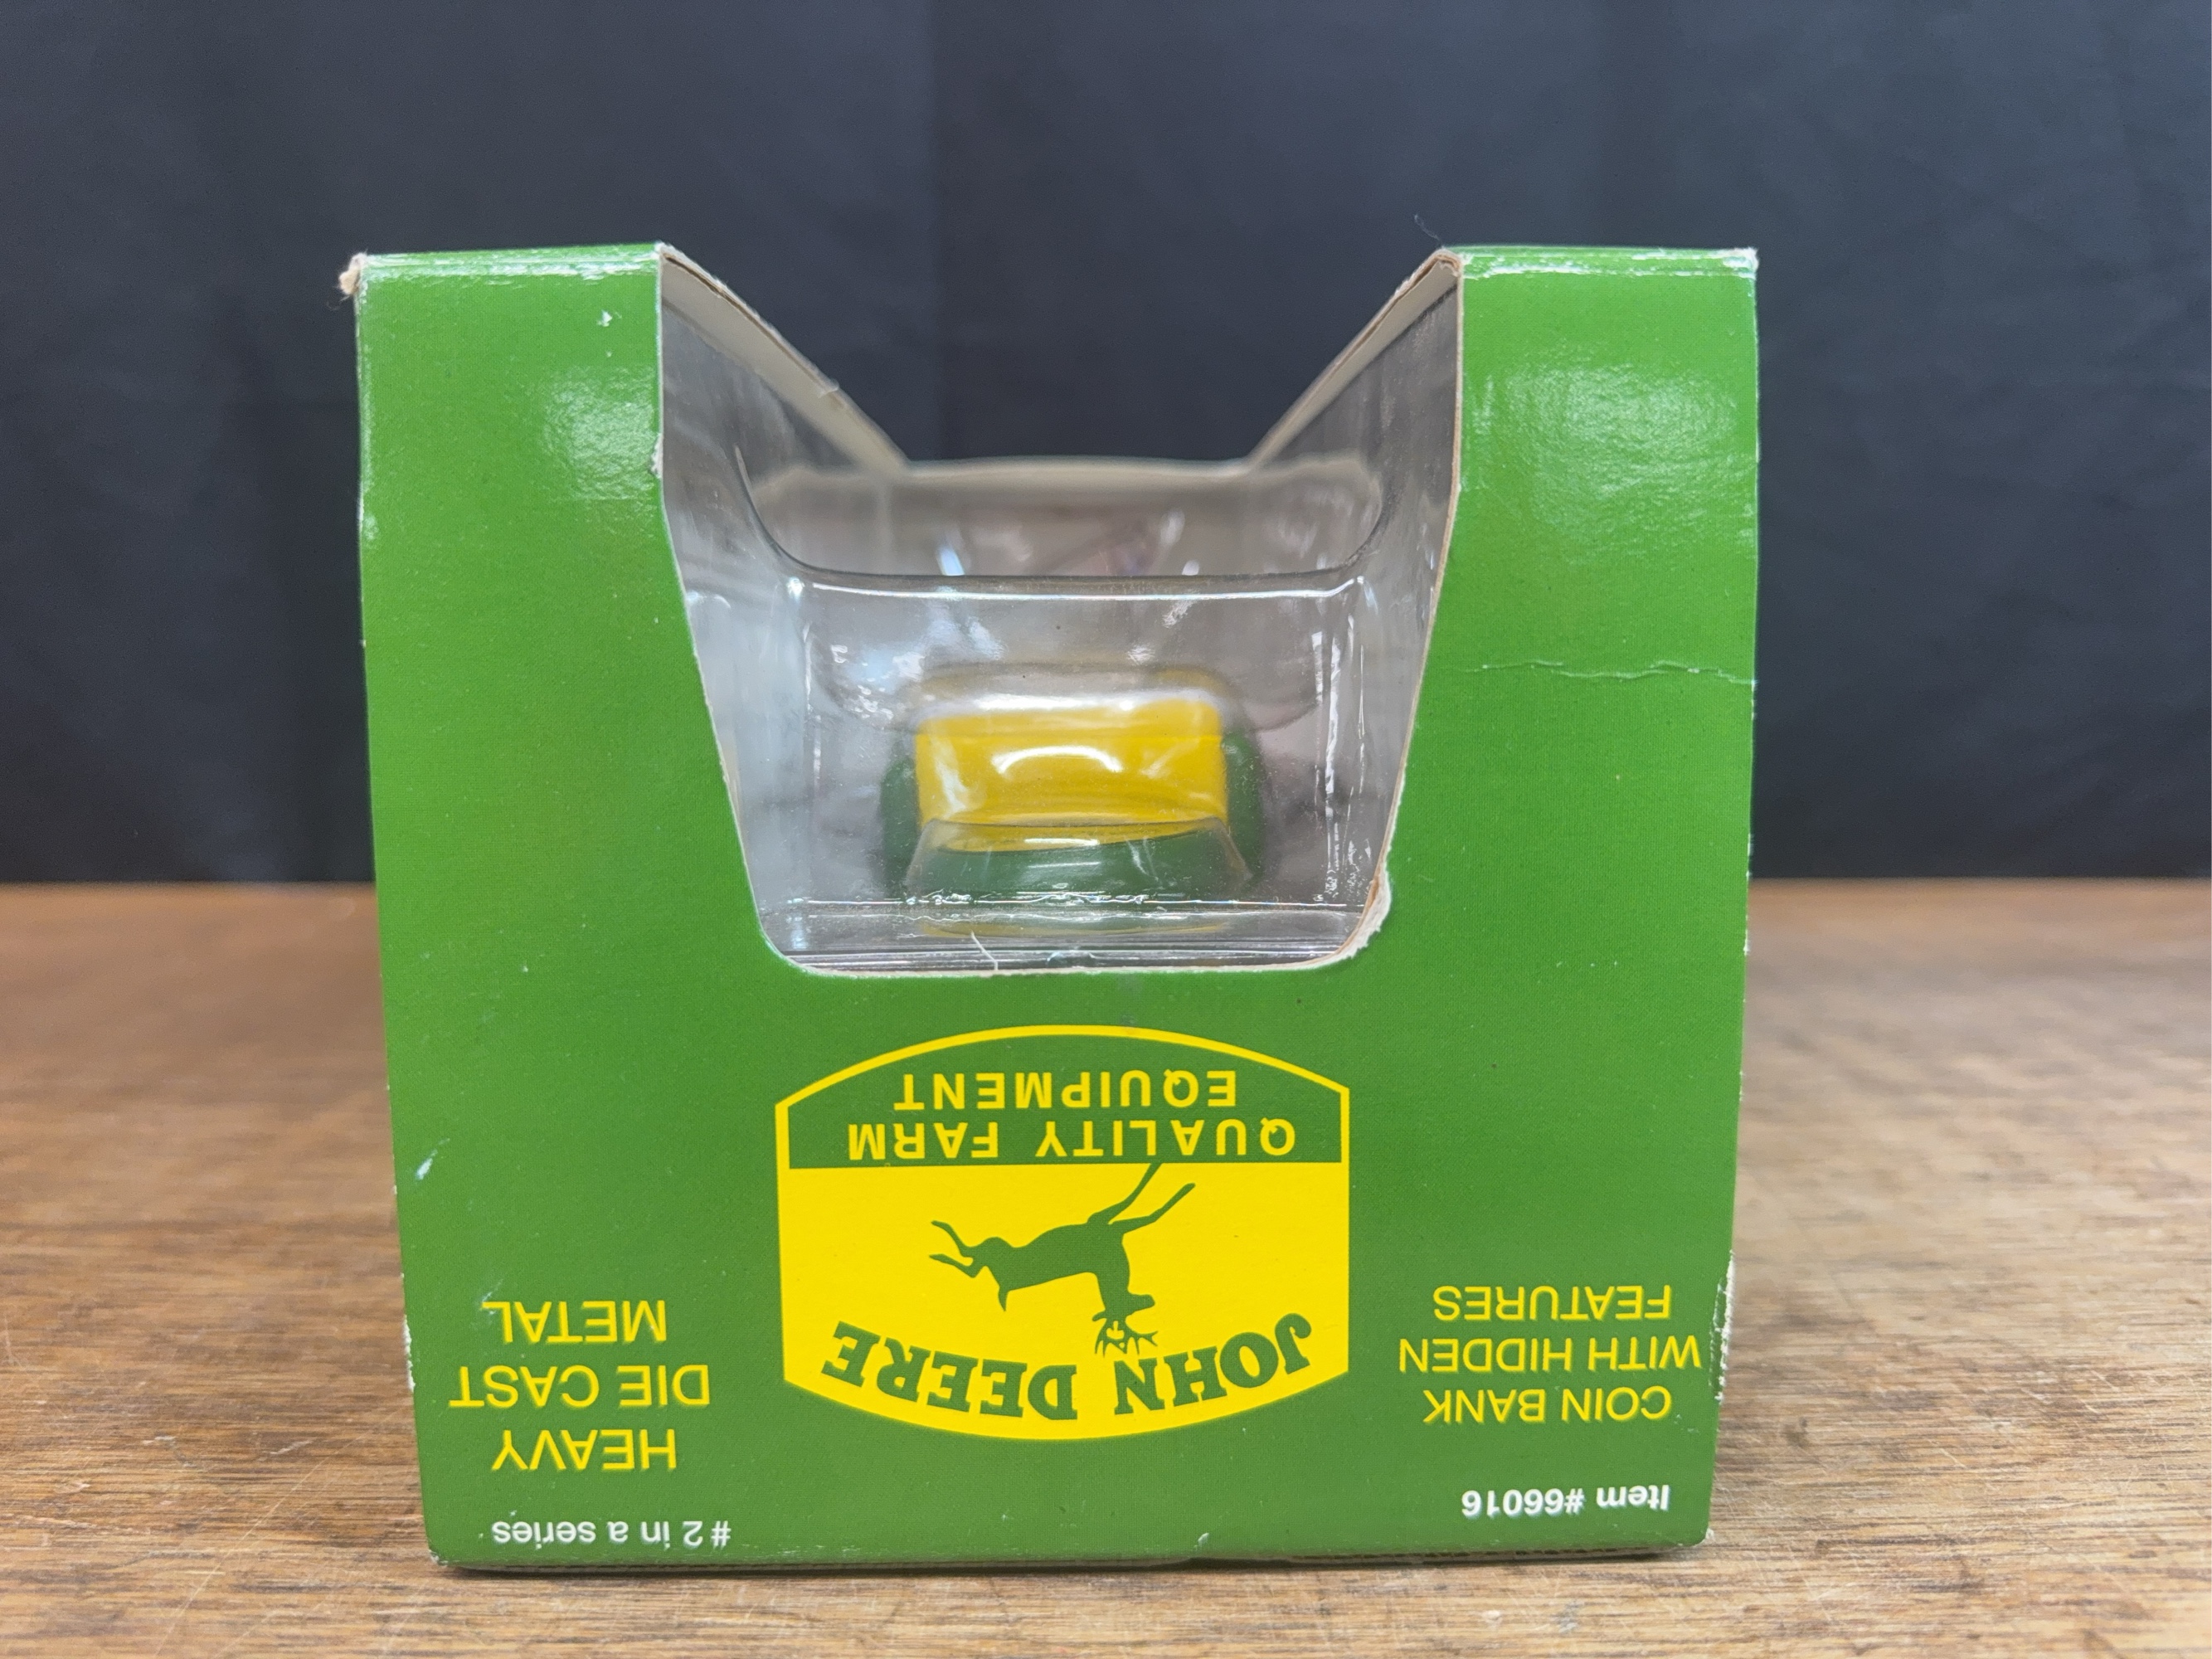 Item #66016
# 2 in a series
COIN BANK
WITH HIDDEN
FEATURES
JOHN DEERE
QUALITY FARM
EQUIPMENT
HEAVY
DIE CAST
METAL